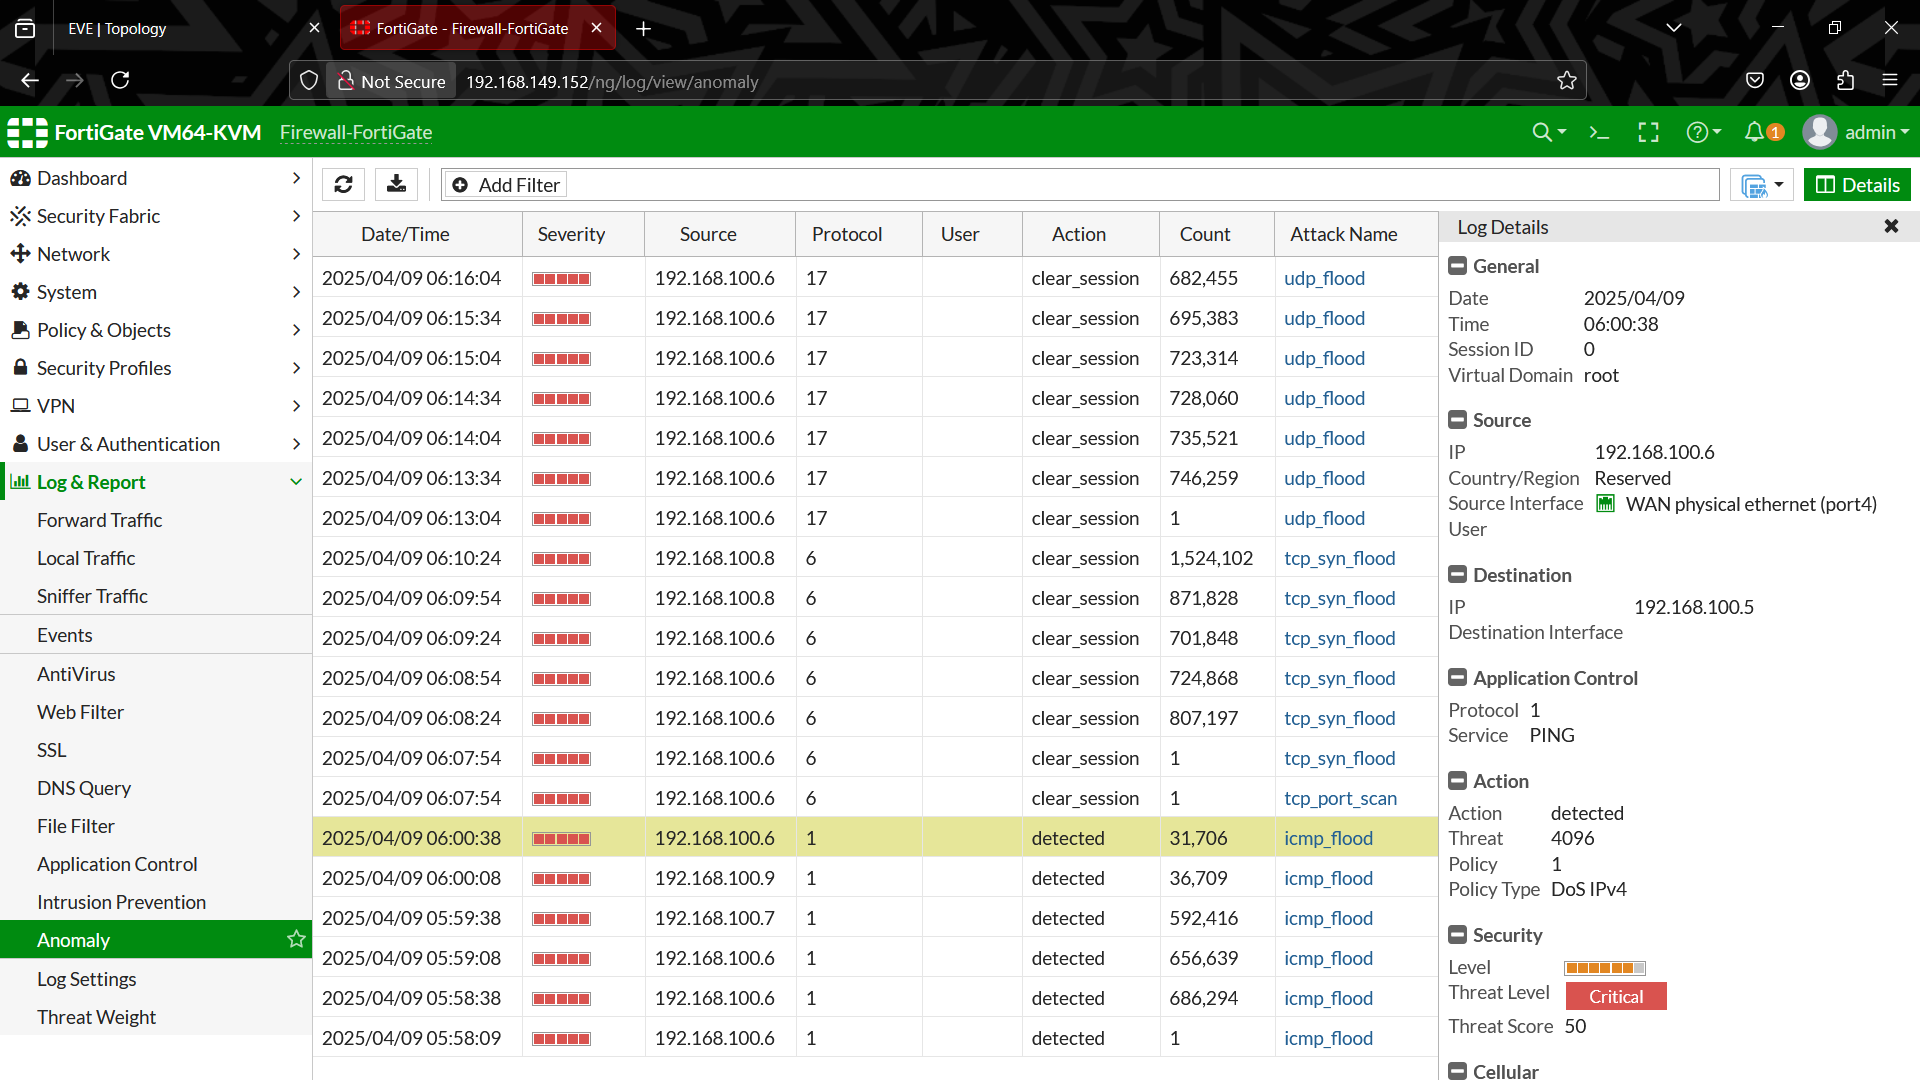 EVE | Topology
FortiGate - Firewall-FortiGate
Not Secure
192.168.149.152/ng/log/view/anomaly
FortiGate VM64-KVM
Firewall-FortiGate
1
admin
Dashboard
Security Fabric
Network
System
Policy & Objects
Security Profiles
VPN
User & Authentication
Log & Report
Forward Traffic
Local Traffic
Sniffer Traffic
Events
AntiVirus
Web Filter
SSL
DNS Query
File Filter
Application Control
Intrusion Prevention
Anomaly
Log Settings
Threat Weight
Add Filter
Details
Date/Time Severity Source Protocol User Action Count Attack Name
2025/04/09 06:16:04 192.168.100.6 17 clear_session 682,455 udp_flood
2025/04/09 06:15:34 192.168.100.6 17 clear_session 695,383 udp_flood
2025/04/09 06:15:04 192.168.100.6 17 clear_session 723,314 udp_flood
2025/04/09 06:14:34 192.168.100.6 17 clear_session 728,060 udp_flood
2025/04/09 06:14:04 192.168.100.6 17 clear_session 735,521 udp_flood
2025/04/09 06:13:34 192.168.100.6 17 clear_session 746,259 udp_flood
2025/04/09 06:13:04 192.168.100.6 17 clear_session 1 udp_flood
2025/04/09 06:10:24 192.168.100.8 6 clear_session 1,524,102 tcp_syn_flood
2025/04/09 06:09:54 192.168.100.8 6 clear_session 871,828 tcp_syn_flood
2025/04/09 06:09:24 192.168.100.6 6 clear_session 701,848 tcp_syn_flood
2025/04/09 06:08:54 192.168.100.6 6 clear_session 724,868 tcp_syn_flood
2025/04/09 06:08:24 192.168.100.6 6 clear_session 807,197 tcp_syn_flood
2025/04/09 06:07:54 192.168.100.6 6 clear_session 1 tcp_syn_flood
2025/04/09 06:07:54 192.168.100.6 6 clear_session 1 tcp_port_scan
2025/04/09 06:00:38 192.168.100.6 1 detected 31,706 icmp_flood
2025/04/09 06:00:08 192.168.100.9 1 detected 36,709 icmp_flood
2025/04/09 05:59:38 192.168.100.7 1 detected 592,416 icmp_flood
2025/04/09 05:59:08 192.168.100.6 1 detected 656,639 icmp_flood
2025/04/09 05:58:38 192.168.100.6 1 detected 686,294 icmp_flood
2025/04/09 05:58:09 192.168.100.6 1 detected 1 icmp_flood
Log Details
General
Date 2025/04/09
Time 06:00:38
Session ID 0
Virtual Domain root
Source
IP 192.168.100.6
Country/Region Reserved
Source Interface WAN physical ethernet (port4)
User
Destination
IP 192.168.100.5
Destination Interface
Application Control
Protocol 1
Service PING
Action
Action detected
Threat 4096
Policy 1
Policy Type DoS IPv4
Security
Level
Threat Level Critical
Threat Score 50
Cellular